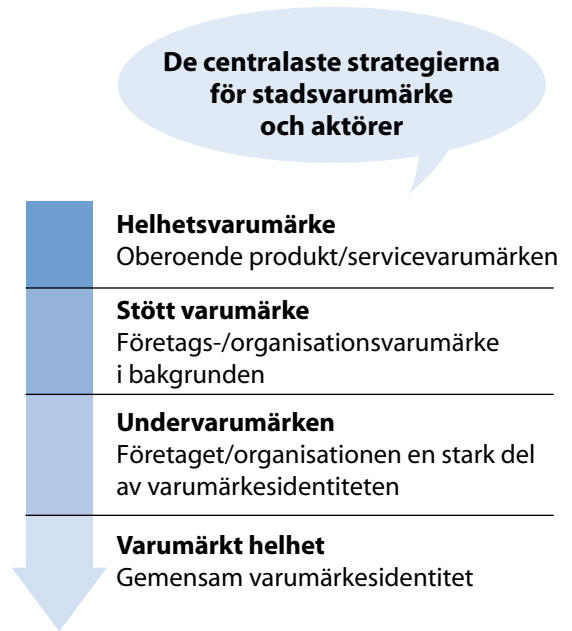 De centralaste strategierna
för stadsvarumärke
och aktörer
Helhetsvarumärke
Oberoende produkt/servicevarumärken
Stött varumärke
Företags-/organisationsvarumärke
i bakgrunden
Undervarumärken
Företaget/organisationen en stark del
av varumärkesidentiteten
Varumärkt helhet
Gemensam varumärkesidentitet